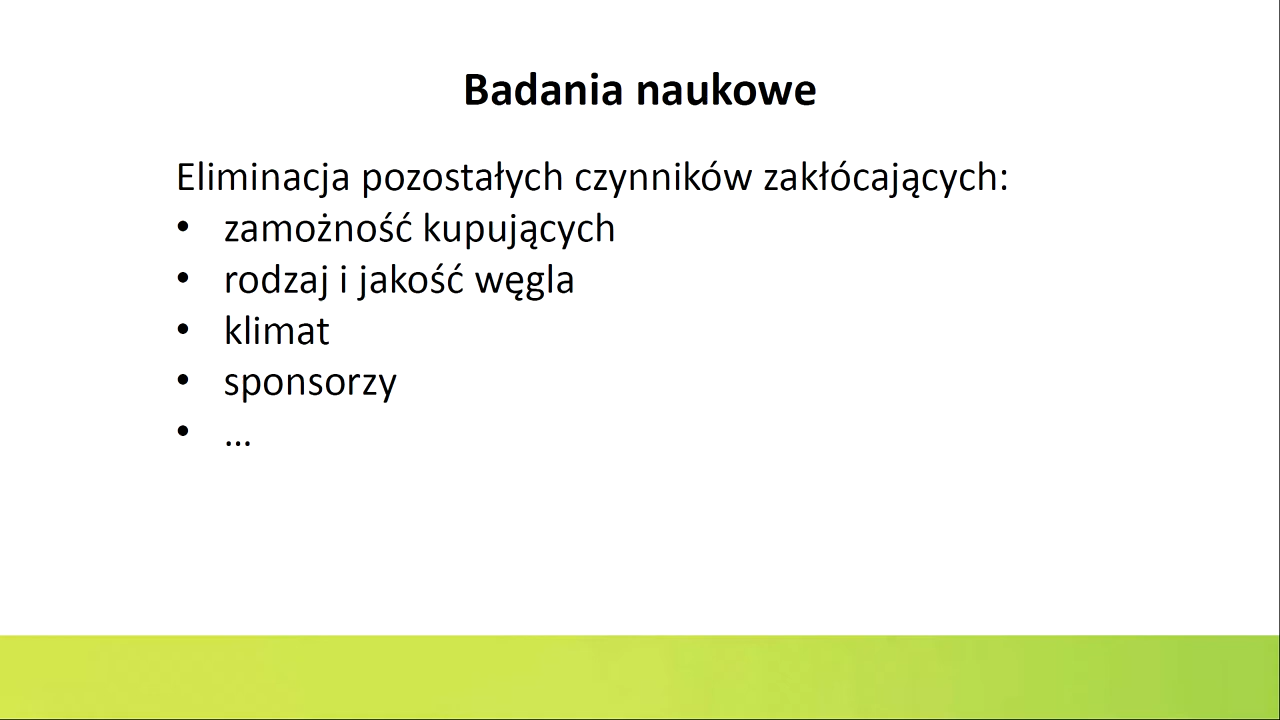 Badania naukowe
Eliminacja pozostałych czynników zakłócających:
• zamożność kupujących
• rodzaj i jakość węgla
• klimat
• sponsorzy
• ...